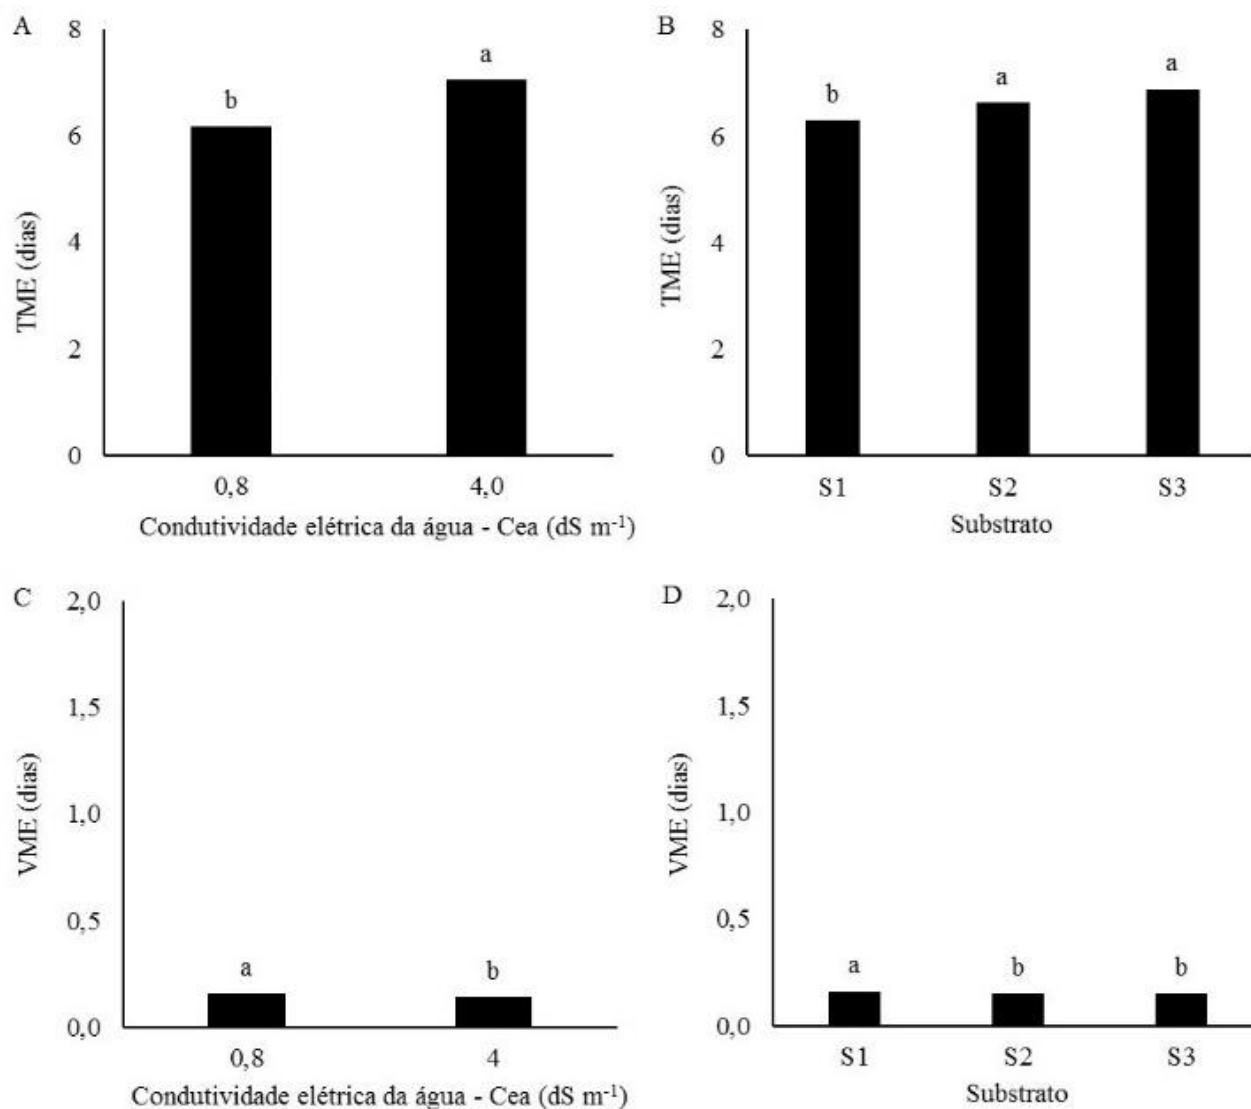 A
8
6
4
2
0
TME (dias)
b
a
0,8
4,0
Condutividade elétrica da água - Cea (dS m⁻¹)
B
8
6
4
2
0
TME (dias)
b
a
a
S1
S2
S3
Substrato
C
2,0
1,5
1,0
0,5
0,0
VME (dias)
a
b
0,8
4
Condutividade elétrica da água - Cea (dS m⁻¹)
D
2,0
1,5
1,0
0,5
0,0
VME (dias)
a
b
b
S1
S2
S3
Substrato